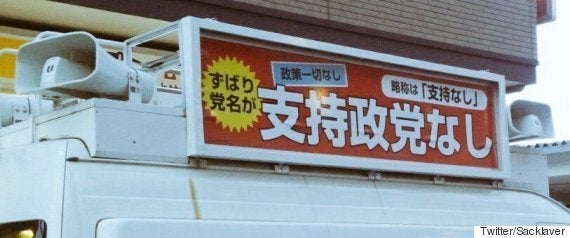 ずばり
党名が
政策一切なし
略称は「支持なし」
支持政党なし
Twitter/Sacklaver